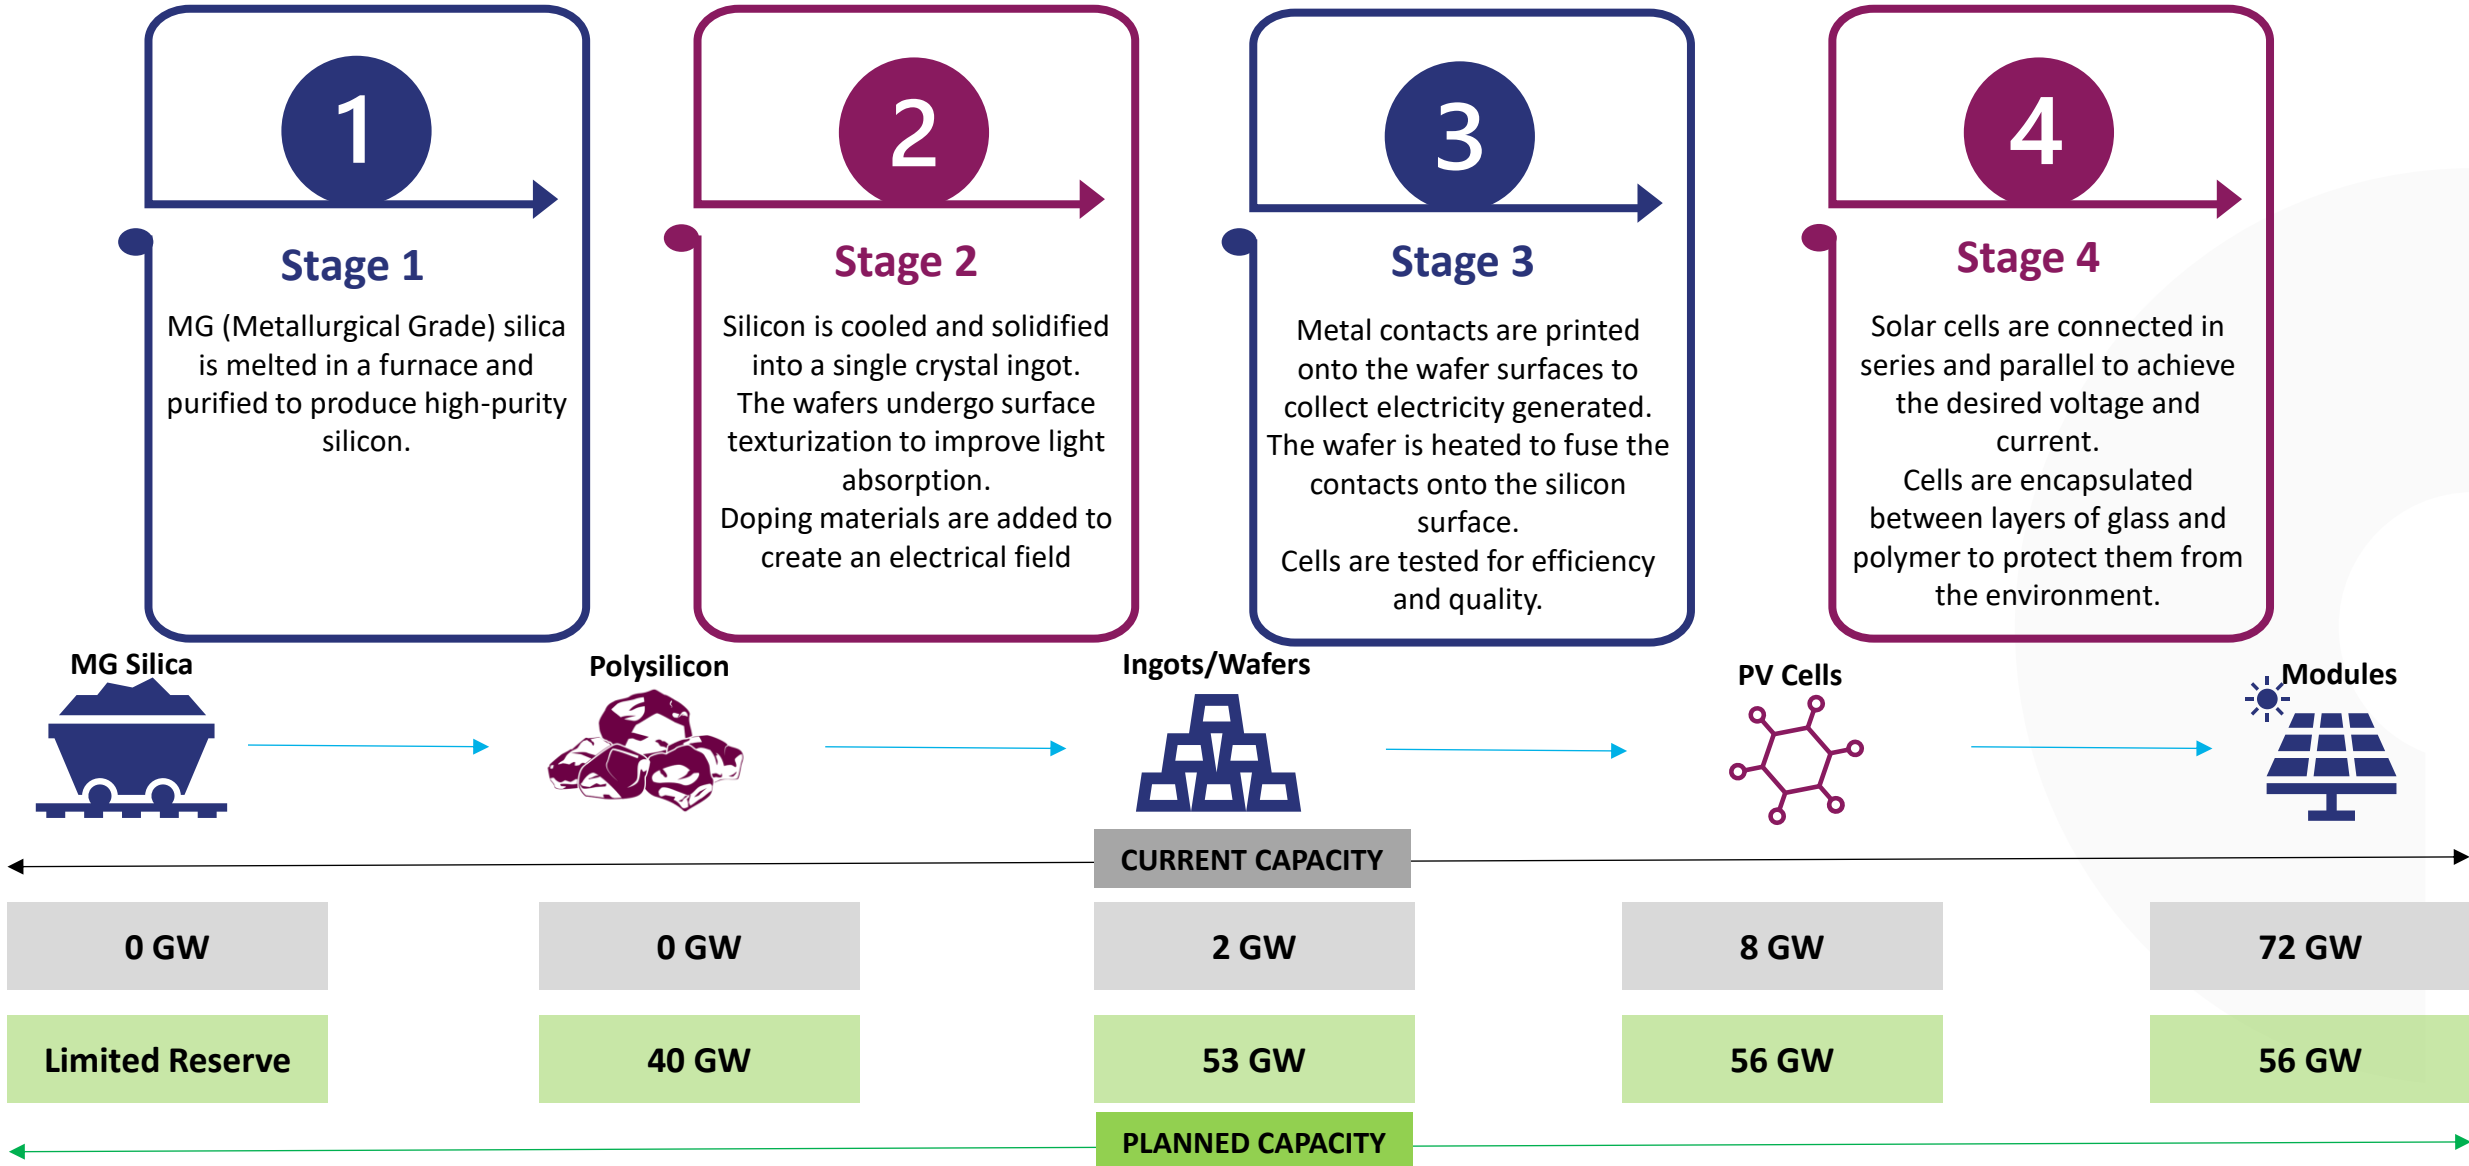 1
Stage 1
MG (Metallurgical Grade) silica
is melted in a furnace and
purified to produce high-purity
silicon.
2
Stage 2
Silicon is cooled and solidified
into a single crystal ingot.
The wafers undergo surface
texturization to improve light
absorption.
Doping materials are added to
create an electrical field
3
Stage 3
Metal contacts are printed
onto the wafer surfaces to
collect electricity generated.
The wafer is heated to fuse the
contacts onto the silicon
surface.
Cells are tested for efficiency
and quality.
4
Stage 4
Solar cells are connected in
series and parallel to achieve
the desired voltage and
current.
Cells are encapsulated
between layers of glass and
polymer to protect them from
the environment.
MG Silica
Polysilicon
Ingots/Wafers
PV Cells
Modules
CURRENT CAPACITY
0 GW
0 GW
2 GW
8 GW
72 GW
Limited Reserve
40 GW
53 GW
56 GW
56 GW
PLANNED CAPACITY